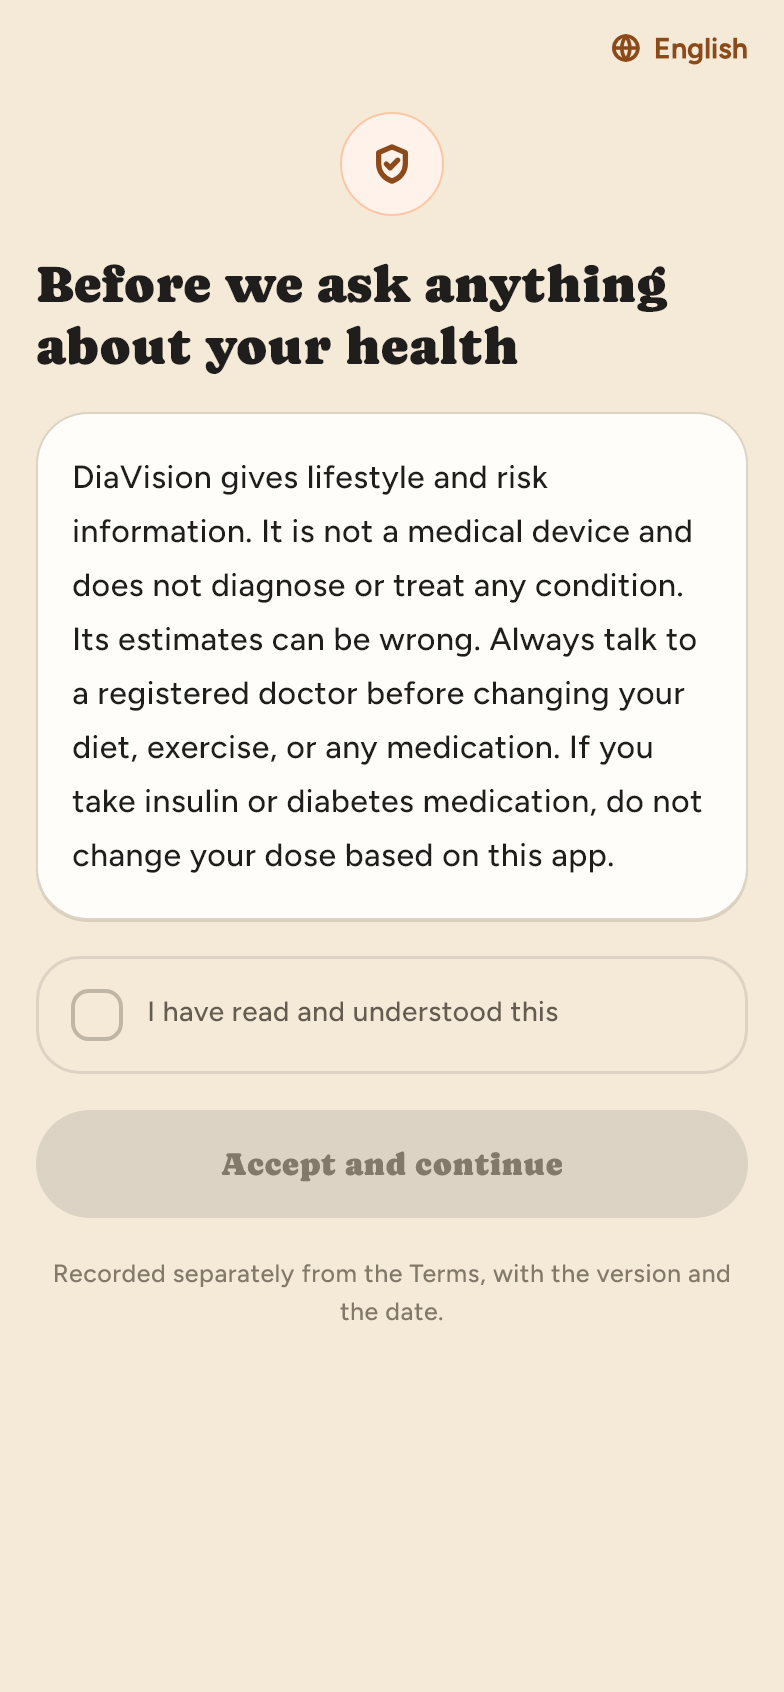 English
Before we ask anything
about your health
DiaVision gives lifestyle and risk
information. It is not a medical device and
does not diagnose or treat any condition.
Its estimates can be wrong. Always talk to
a registered doctor before changing your
diet, exercise, or any medication. If you
take insulin or diabetes medication, do not
change your dose based on this app.
I have read and understood this
Accept and continue
Recorded separately from the Terms, with the version and
the date.